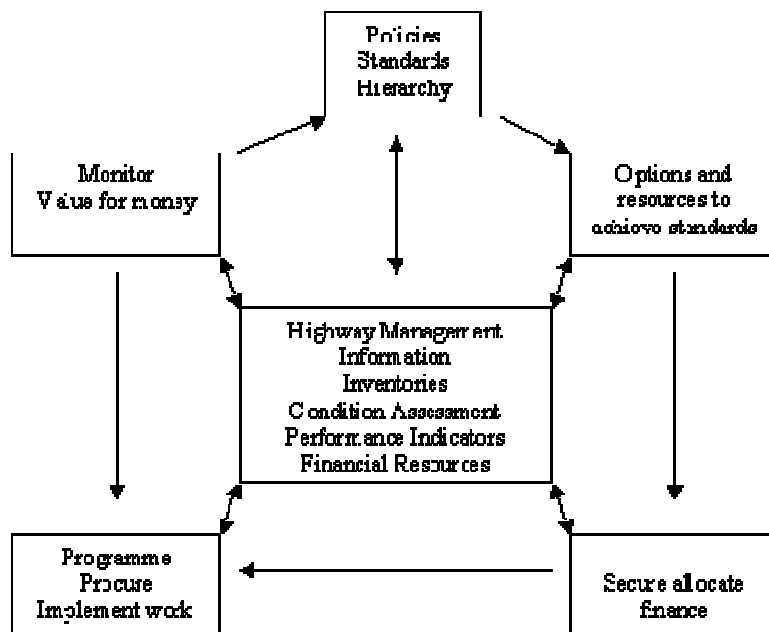 Policies
Standards
Hierarchy
Monitor
Value for money
Options and
resources to
achieve standards
Highway Management
Information
Inventories
Condition Assessment
Performance Indicators
Financial Resources
Programme
Procure
Implement work
Secure allocate
finance